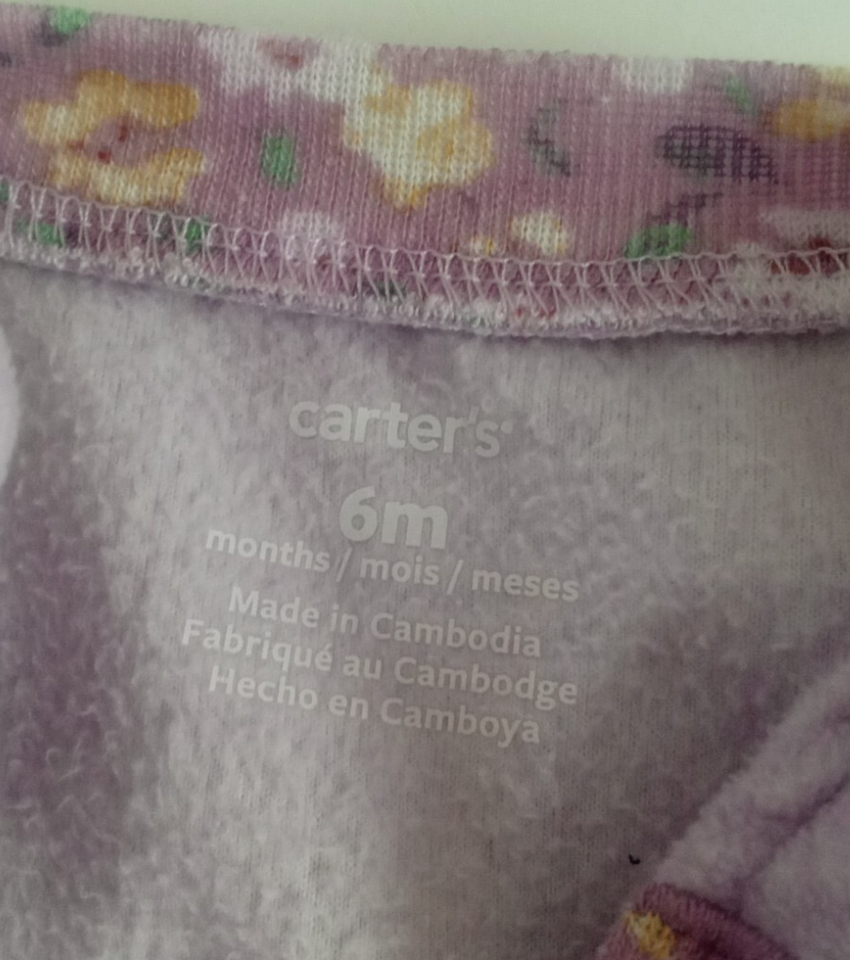 carter's
6m
months / mois / meses
Made in Cambodia
Fabriqué au Cambodge
Hecho en Camboya